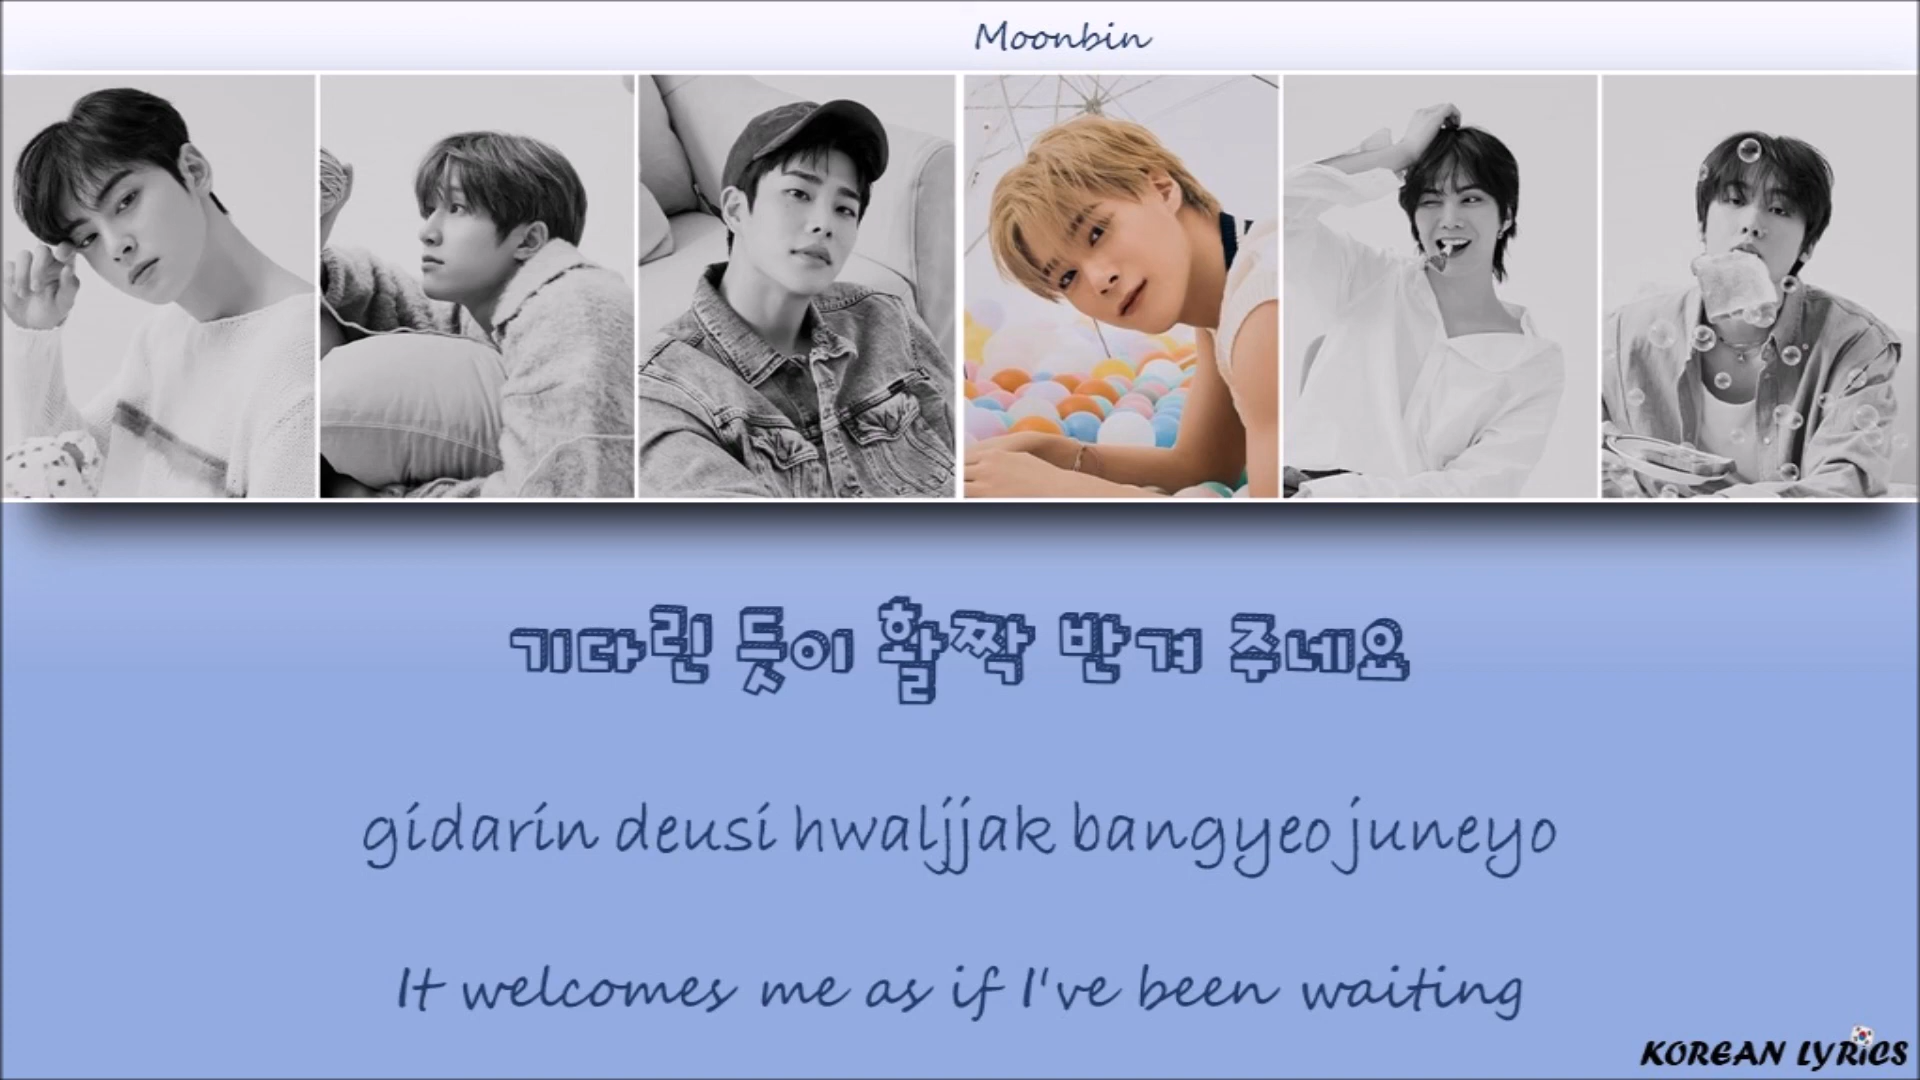 Moonbin
기다린 듯이 활짝 반겨 주네요
gidarin deusi hwaljjak bangyeo juneyo
It welcomes me as if I've been waiting
KOREAN LYRiCS